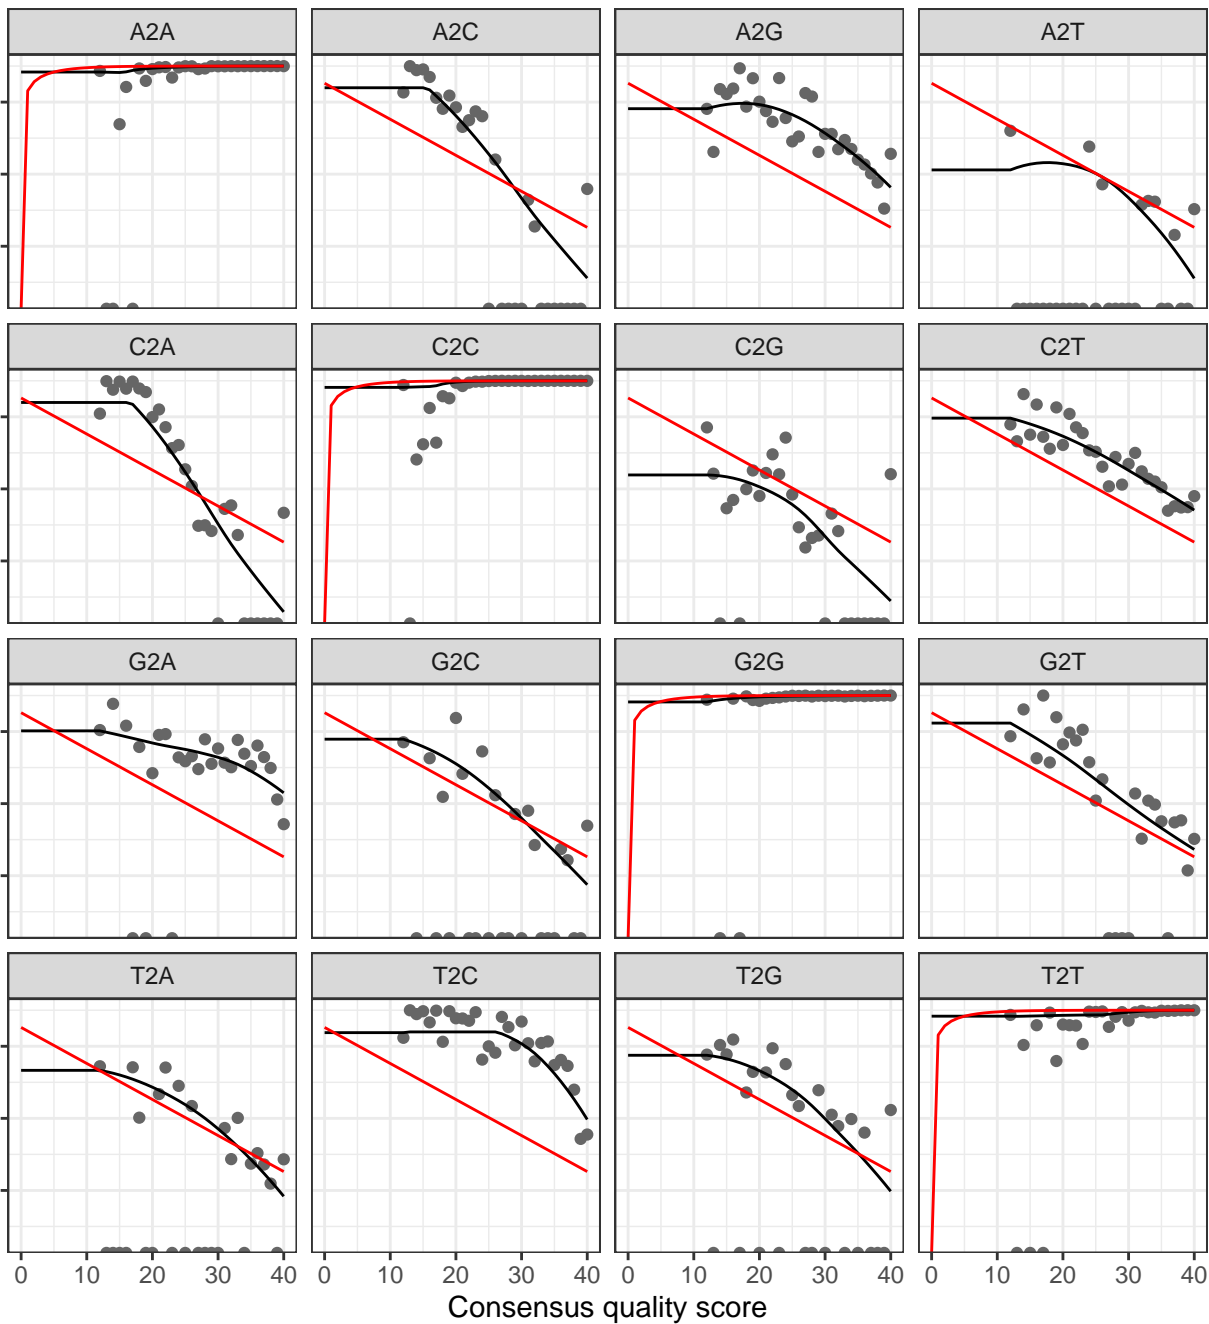 A2A A2C A2G A2T
C2A C2C C2G C2T
G2A G2C G2G G2T
T2A T2C T2G T2T
0 10 20 30 40 0 10 20 30 40 0 10 20 30 40 0 10 20 30 40
Consensus quality score